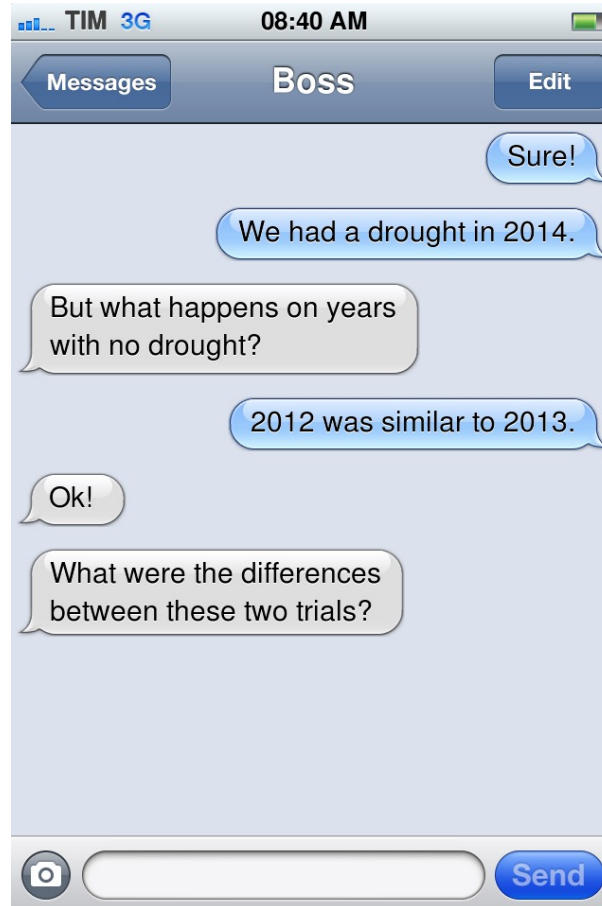 TIM 3G 08:40 AM
Messages Boss Edit
Sure!
We had a drought in 2014.
But what happens on years
with no drought?
2012 was similar to 2013.
Ok!
What were the differences
between these two trials?
Send